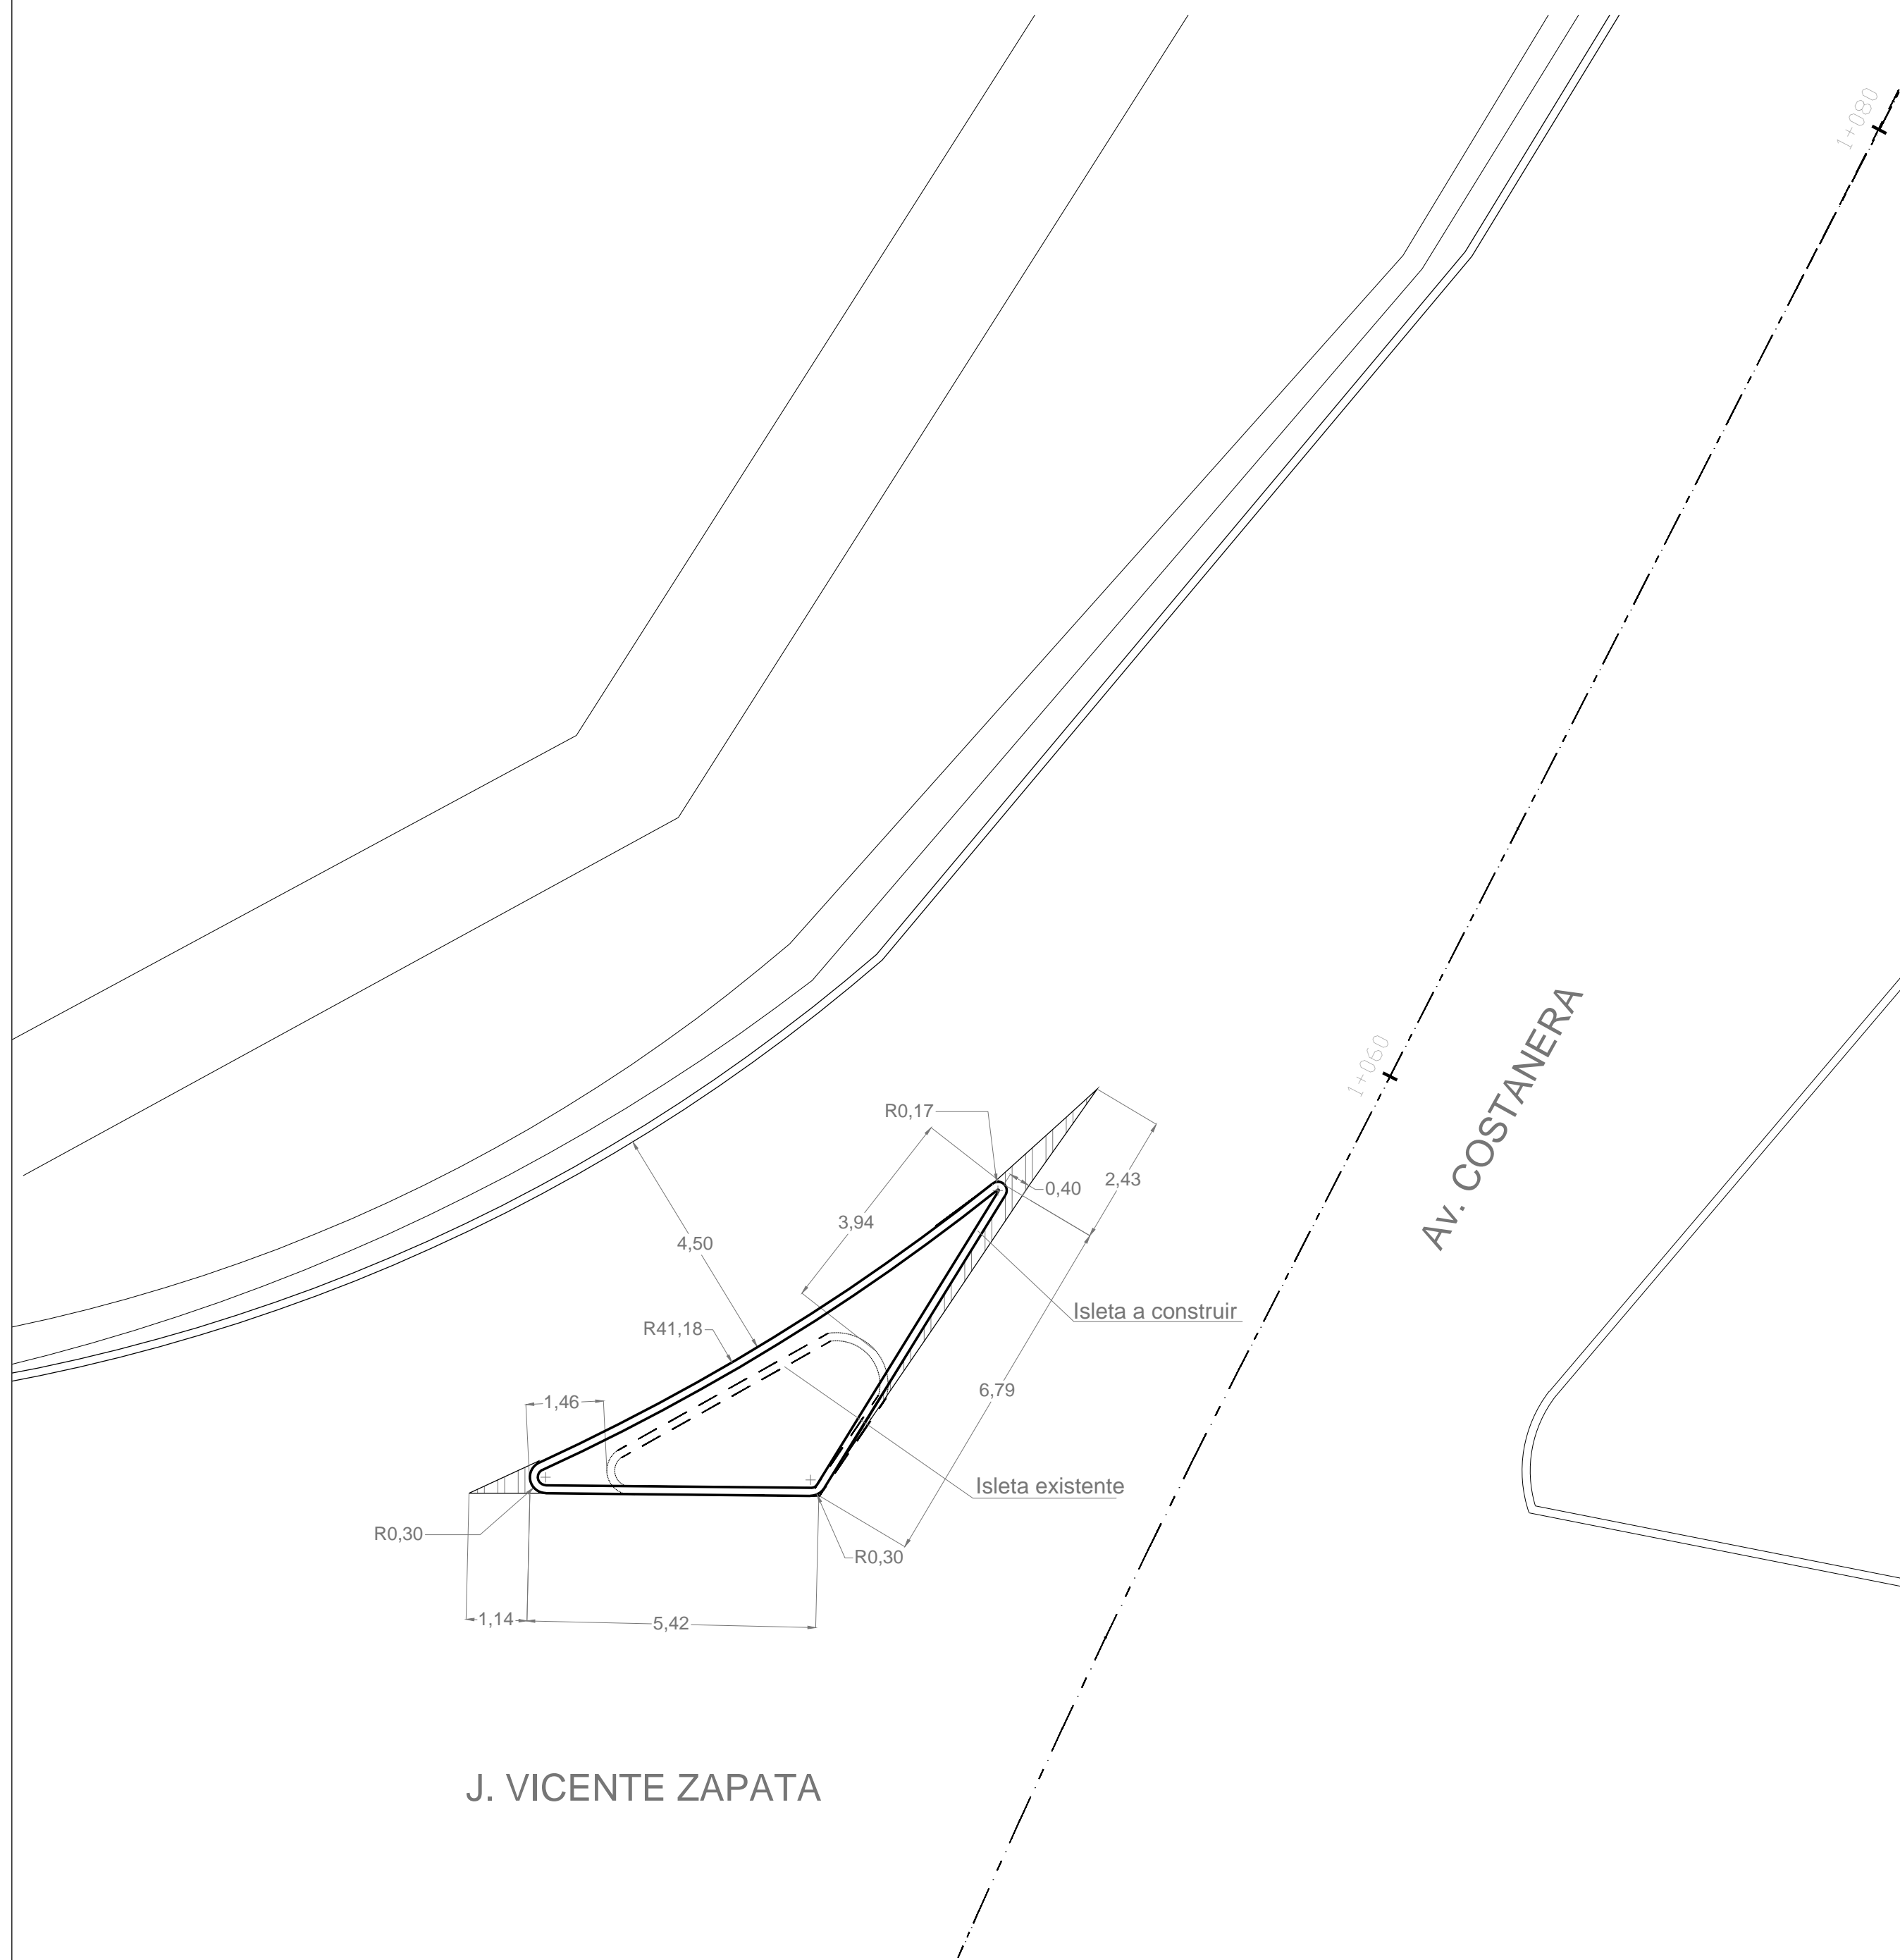 1+080
1+060
Av. COSTANERA
R0,17
2,43
0,40
3,94
4,50
Isleta a construir
R41,18
6,79
1,46
Isleta existente
R0,30
R0,30
1,14
5,42
J. VICENTE ZAPATA